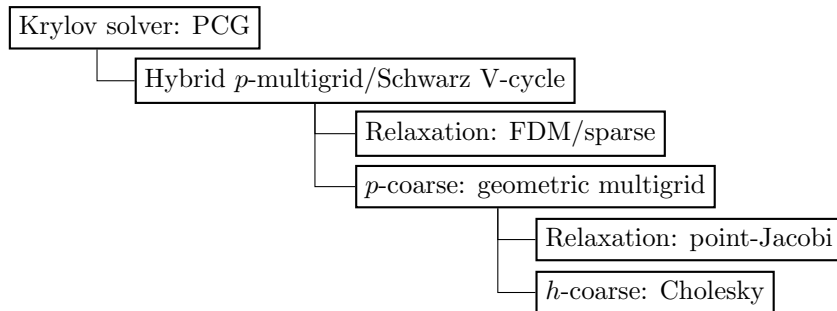 Krylov solver: PCG
Hybrid p-multigrid/Schwarz V-cycle
Relaxation: FDM/sparse
p-coarse: geometric multigrid
Relaxation: point-Jacobi
h-coarse: Cholesky